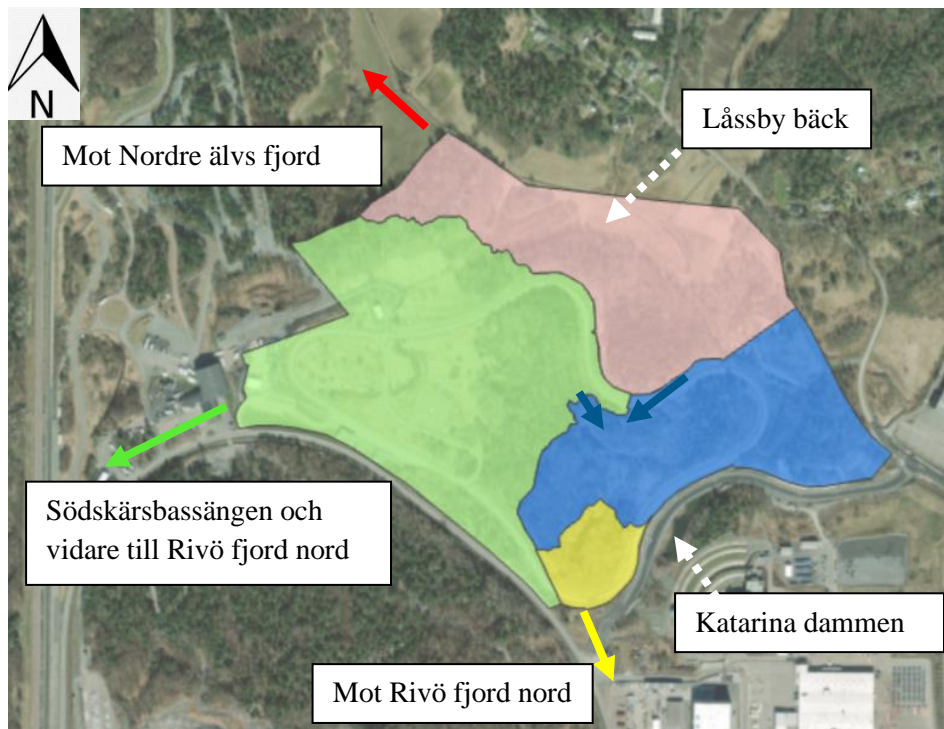 N
Låssby bäck
Mot Nordre älvs fjord
Södskärsbassängen och
vidare till Rivö fjord nord
Katarina dammen
Mot Rivö fjord nord